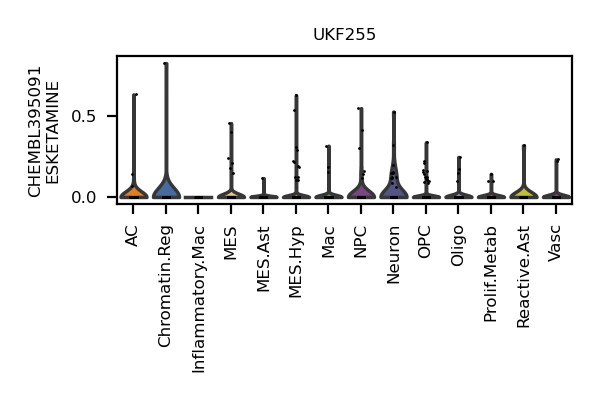 UKF255
CHEMBL395091
ESKETAMINE
0.5
0.0
AC
Chromatin.Reg
Inflammatory.Mac
MES
MES.Ast
MES.Hyp
Mac
NPC
Neuron
OPC
Oligo
Prolif.Metab
Reactive.Ast
Vasc